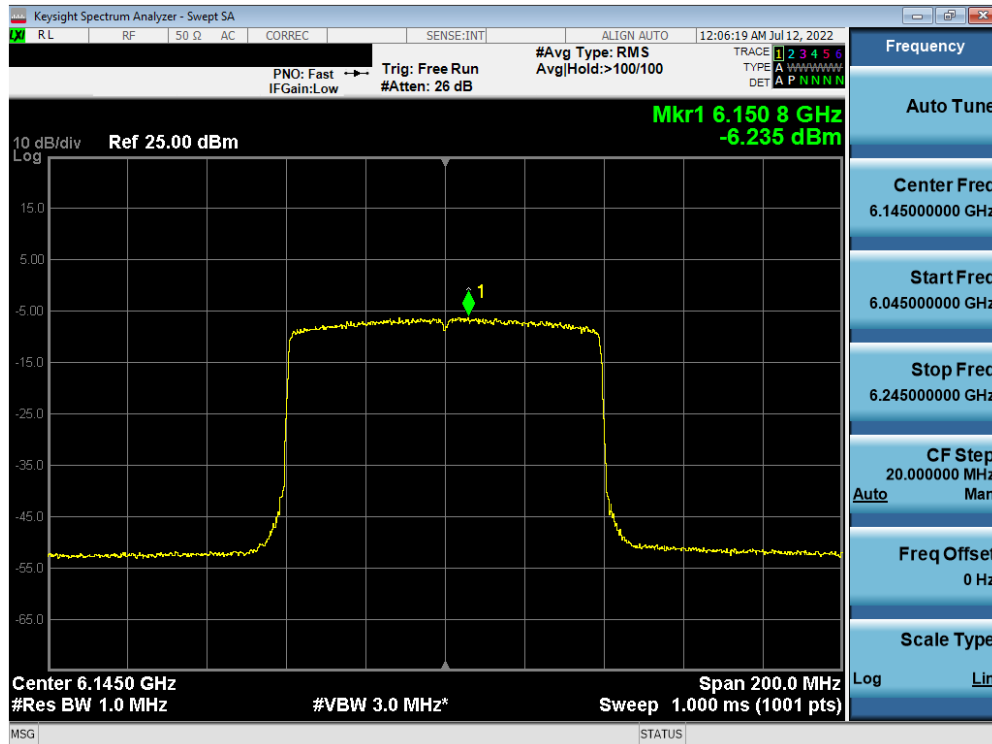 Keysight Spectrum Analyzer - Swept SA
LXI RL RF 50 Ω AC CORREC SENSE:INT ALIGN AUTO 12:06:19 AM Jul 12, 2022
PNO: Fast
IFGain:Low
Trig: Free Run
#Atten: 26 dB
#Avg Type: RMS
Avg|Hold:>100/100
TRACE 1 2 3 4 5 6
TYPE A WWWWW
DET A P N N N N
Mkr1 6.150 8 GHz
-6.235 dBm
10 dB/div Ref 25.00 dBm
Log
15.0
5.00
-5.00
-15.0
-25.0
-35.0
-45.0
-55.0
-65.0
1
Center 6.1450 GHz
Span 200.0 MHz
#Res BW 1.0 MHz
#VBW 3.0 MHz*
Sweep 1.000 ms (1001 pts)
MSG
STATUS
Frequency
Auto Tune
Center Freq
6.145000000 GHz
Start Freq
6.045000000 GHz
Stop Freq
6.245000000 GHz
CF Step
20.000000 MHz
Auto Man
Freq Offset
0 Hz
Scale Type
Log Lin